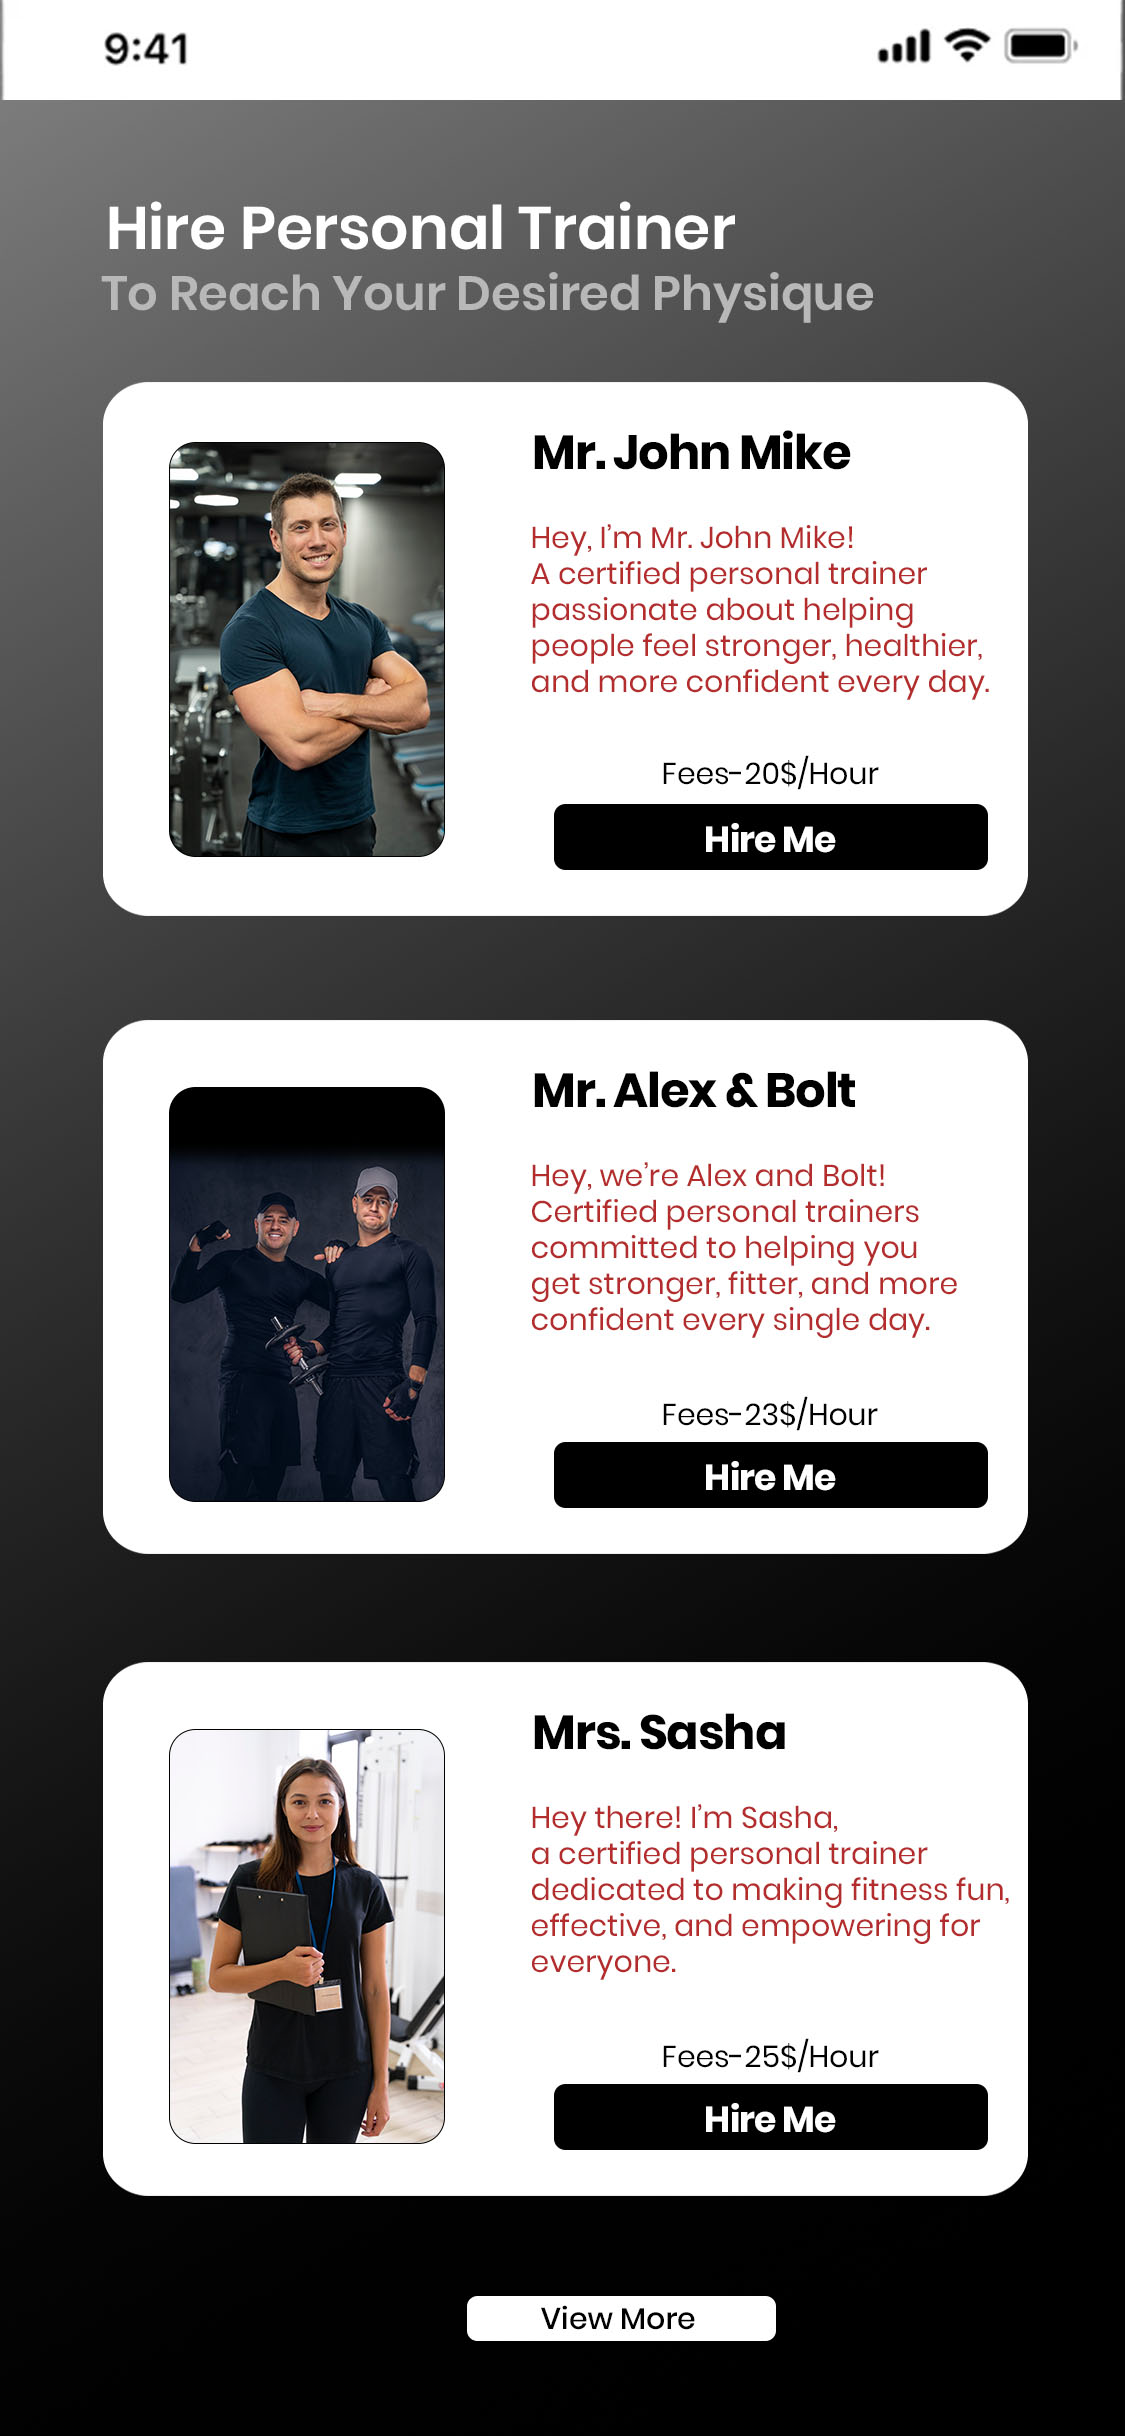 9:41
Hire Personal Trainer
To Reach Your Desired Physique
Mr. John Mike
Hey, I'm Mr. John Mike!
A certified personal trainer
passionate about helping
people feel stronger, healthier,
and more confident every day.
Fees-20$/Hour
Hire Me
Mr. Alex & Bolt
Hey, we're Alex and Bolt!
Certified personal trainers
committed to helping you
get stronger, fitter, and more
confident every single day.
Fees-23$/Hour
Hire Me
Mrs. Sasha
Hey there! I'm Sasha,
a certified personal trainer
dedicated to making fitness fun,
effective, and empowering for
everyone.
Fees-25$/Hour
Hire Me
View More